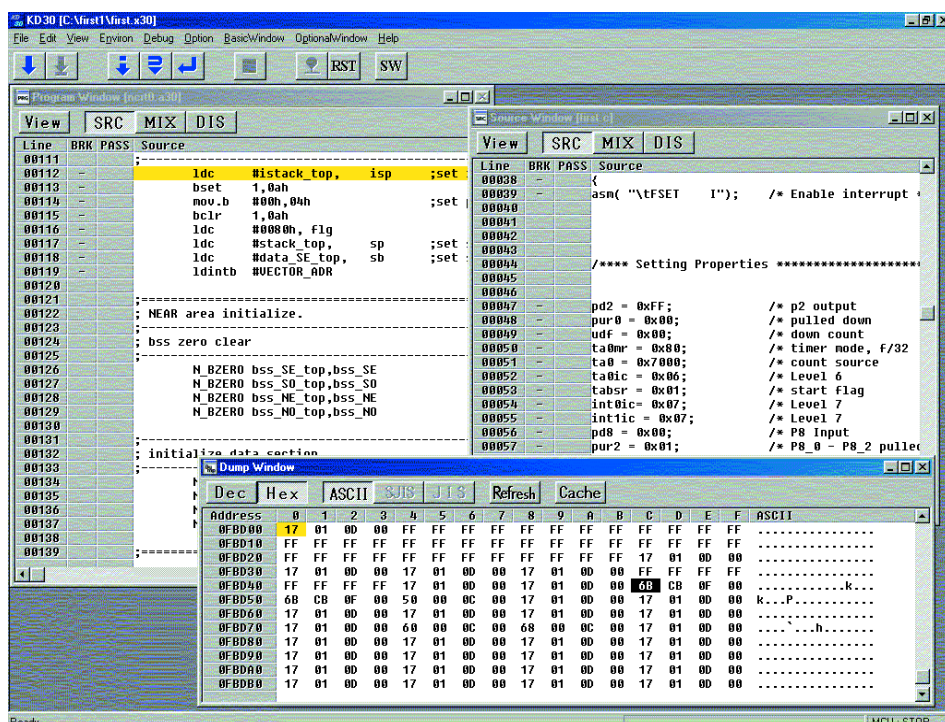 KD30 [C:\first1\first.x30]
File Edit View Environ Debug Option BasicWindow OptionalWindow Help
RST SW
Program Window [ncrt0.a30]
View SRC MIX DIS
Line BRK PASS Source
00111 ;-----------------------------------------------
00112 - ldc #istack_top, isp ;set
00113 - bset 1,0ah
00114 - mov.b #00h,04h ;set
00115 - bclr 1,0ah
00116 - ldc #0080h, flg
00117 - ldc #stack_top, sp ;set
00118 - ldc #data_SE_top, sb ;set
00119 - ldintb #VECTOR_ADR
00120
00121 ;===============================================
00122 ; NEAR area initialize.
00123 ;-----------------------------------------------
00124 ; bss zero clear
00125 ;-----------------------------------------------
00126 N_BZERO bss_SE_top,bss_SE
00127 N_BZERO bss_SO_top,bss_SO
00128 N_BZERO bss_NE_top,bss_NE
00129 N_BZERO bss_NO_top,bss_NO
00130
00131 ;-----------------------------------------------
00132 ; initialize data section
00133 ;---------
00134
00135
00136
00137
00138
00139 ;=========
Source Window [first.c]
View SRC MIX DIS
Line BRK PASS Source
00038 - {
00039 - asm( "\tFSET I"); /* Enable interrupt *
00040
00041
00042
00043
00044 /**** Setting Properties *********************
00045
00046
00047 - pd2 = 0xFF; /* p2 output
00048 - pur0 = 0x00; /* pulled down
00049 - udf = 0x00; /* down count
00050 - ta0mr = 0x80; /* timer mode, f/32
00051 - ta0 = 0x7000; /* count source
00052 - ta0ic = 0x06; /* Level 6
00053 - tabsr = 0x01; /* start flag
00054 - int0ic= 0x07; /* Level 7
00055 - int1ic= 0x07; /* Level 7
00056 - pd8 = 0x00; /* P8 Input
00057 - pur2 = 0x01; /* P8_0 - P8_2 pulled
Dump Window
Dec Hex ASCII SJIS JIS Refresh Cache
Address 0 1 2 3 4 5 6 7 8 9 A B C D E F ASCII
0FBD00 17 01 0D 00 FF FF FF FF FF FF FF FF FF FF FF FF ................
0FBD10 FF FF FF FF FF FF FF FF FF FF FF FF FF FF FF FF ................
0FBD20 FF FF FF FF FF FF FF FF FF FF FF FF 17 01 0D 00 ................
0FBD30 17 01 0D 00 17 01 0D 00 17 01 0D 00 FF FF FF FF ................
0FBD40 FF FF FF FF 17 01 0D 00 17 01 0D 00 6B CB 0F 00 ............k...
0FBD50 6B CB 0F 00 50 00 0C 00 17 01 0D 00 17 01 0D 00 k...P...........
0FBD60 17 01 0D 00 17 01 0D 00 17 01 0D 00 17 01 0D 00 ................
0FBD70 17 01 0D 00 60 00 0C 00 68 00 0C 00 17 01 0D 00 ....`...h.......
0FBD80 17 01 0D 00 17 01 0D 00 17 01 0D 00 17 01 0D 00 ................
0FBD90 17 01 0D 00 17 01 0D 00 17 01 0D 00 17 01 0D 00 ................
0FBDA0 17 01 0D 00 17 01 0D 00 17 01 0D 00 17 01 0D 00 ................
0FBDB0 17 01 0D 00 17 01 0D 00 17 01 0D 00 17 01 0D 00 ................
Ready MCU : STOP